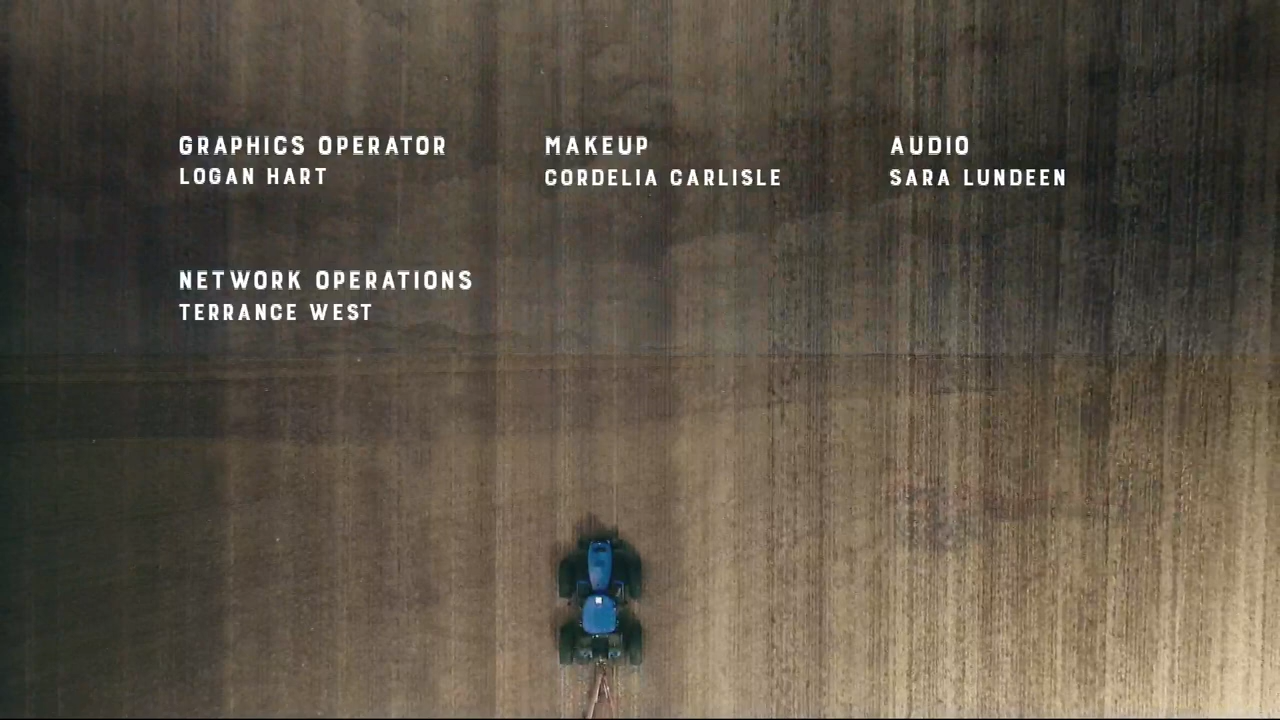 GRAPHICS OPERATOR
LOGAN HART
MAKEUP
CORDELIA CARLISLE
AUDIO
SARA LUNDEEN
NETWORK OPERATIONS
TERRANCE WEST